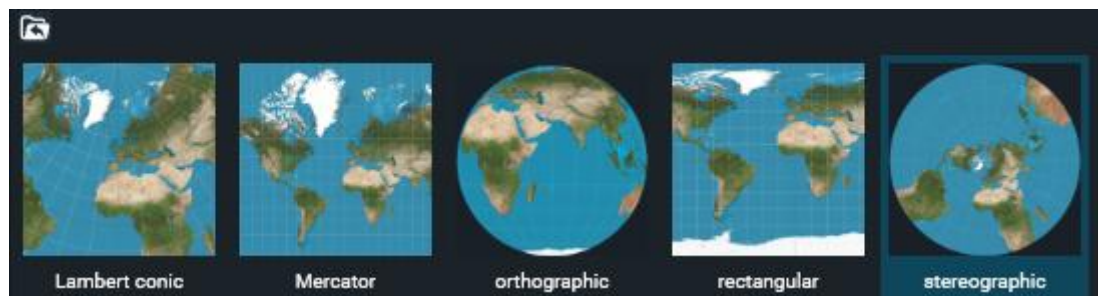 Lambert conic
Mercator
orthographic
rectangular
stereographic